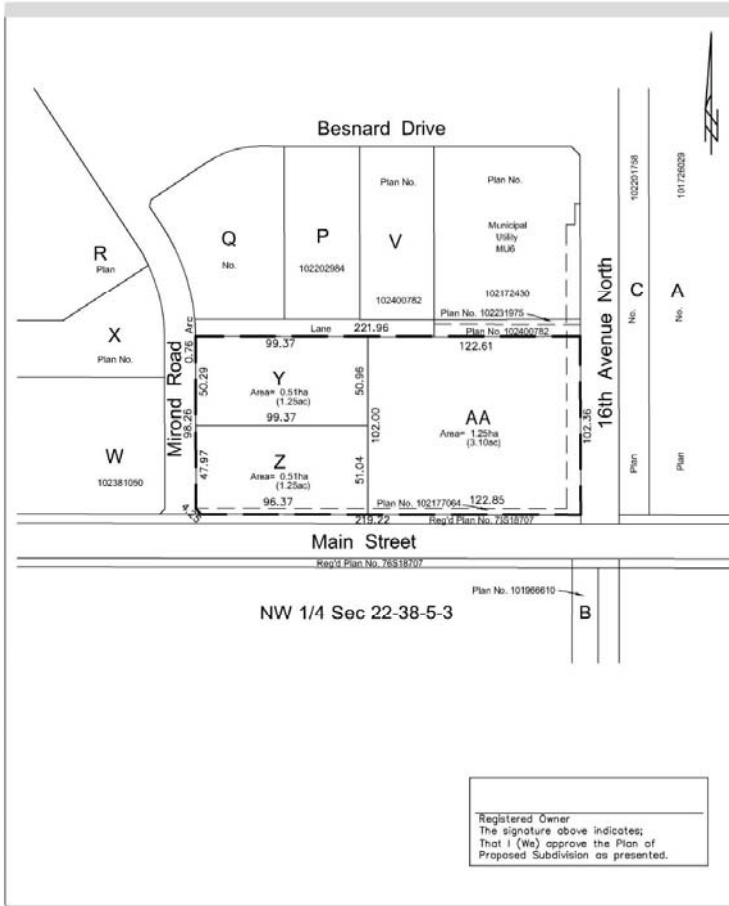 Besnard Drive
Plan No.
Plan No.
102201758
101726029
R
Plan
Q
No.
P
102202984
V
102400782
Municipal
Utility
MU6
102172430
16th Avenue North
C
No.
Plan
A
No.
Plan
X
Plan No.
Mirond Road
0.76 Arc
Lane
221.96
Plan No. 102231975
Plan No. 102400782
99.37
122.61
50.29
Y
Area= 0.51ha
(1.25ac)
50.96
99.37
98.26
102.00
AA
Area= 1.25ha
(3.10ac)
102.36
W
102381050
47.97
Z
Area= 0.51ha
(1.25ac)
51.04
96.37
Plan No. 102177064
122.85
4.25
219.22
Main Street
Reg'd Plan No. 76S18707
Plan No. 101966610
NW 1/4 Sec 22-38-5-3
B
Registered Owner
The signature above indicates;
That I (We) approve the Plan of
Proposed Subdivision as presented.